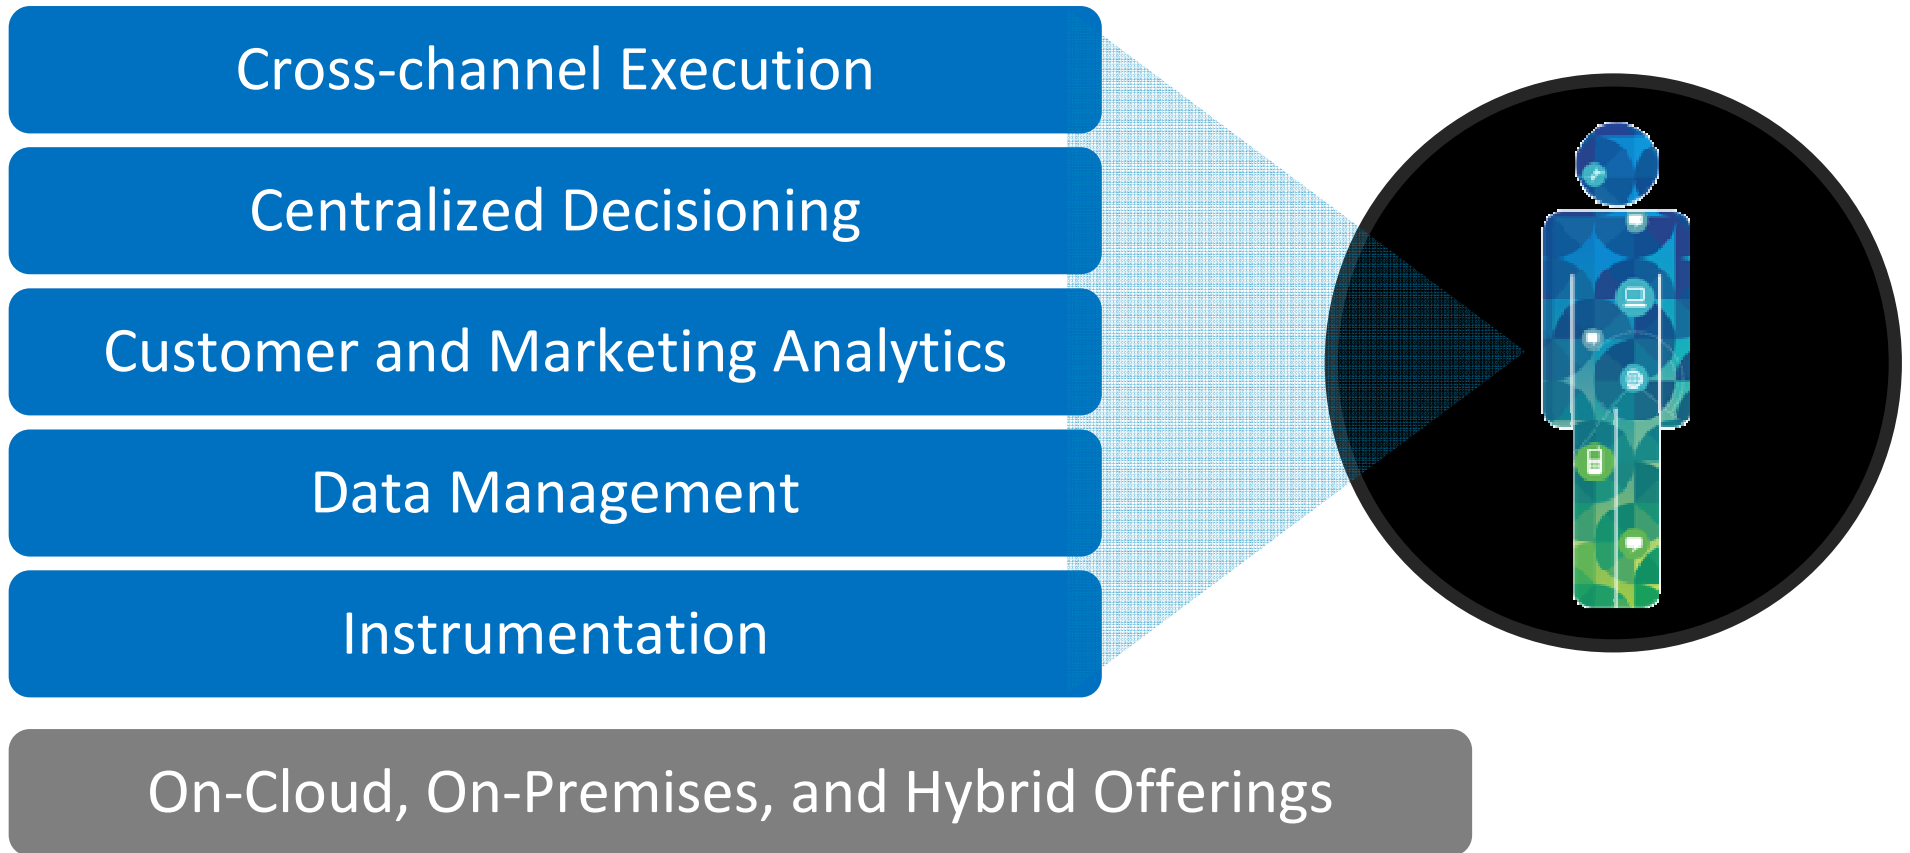 Cross-channel Execution
Centralized Decisioning
Customer and Marketing Analytics
Data Management
Instrumentation
On-Cloud, On-Premises, and Hybrid Offerings